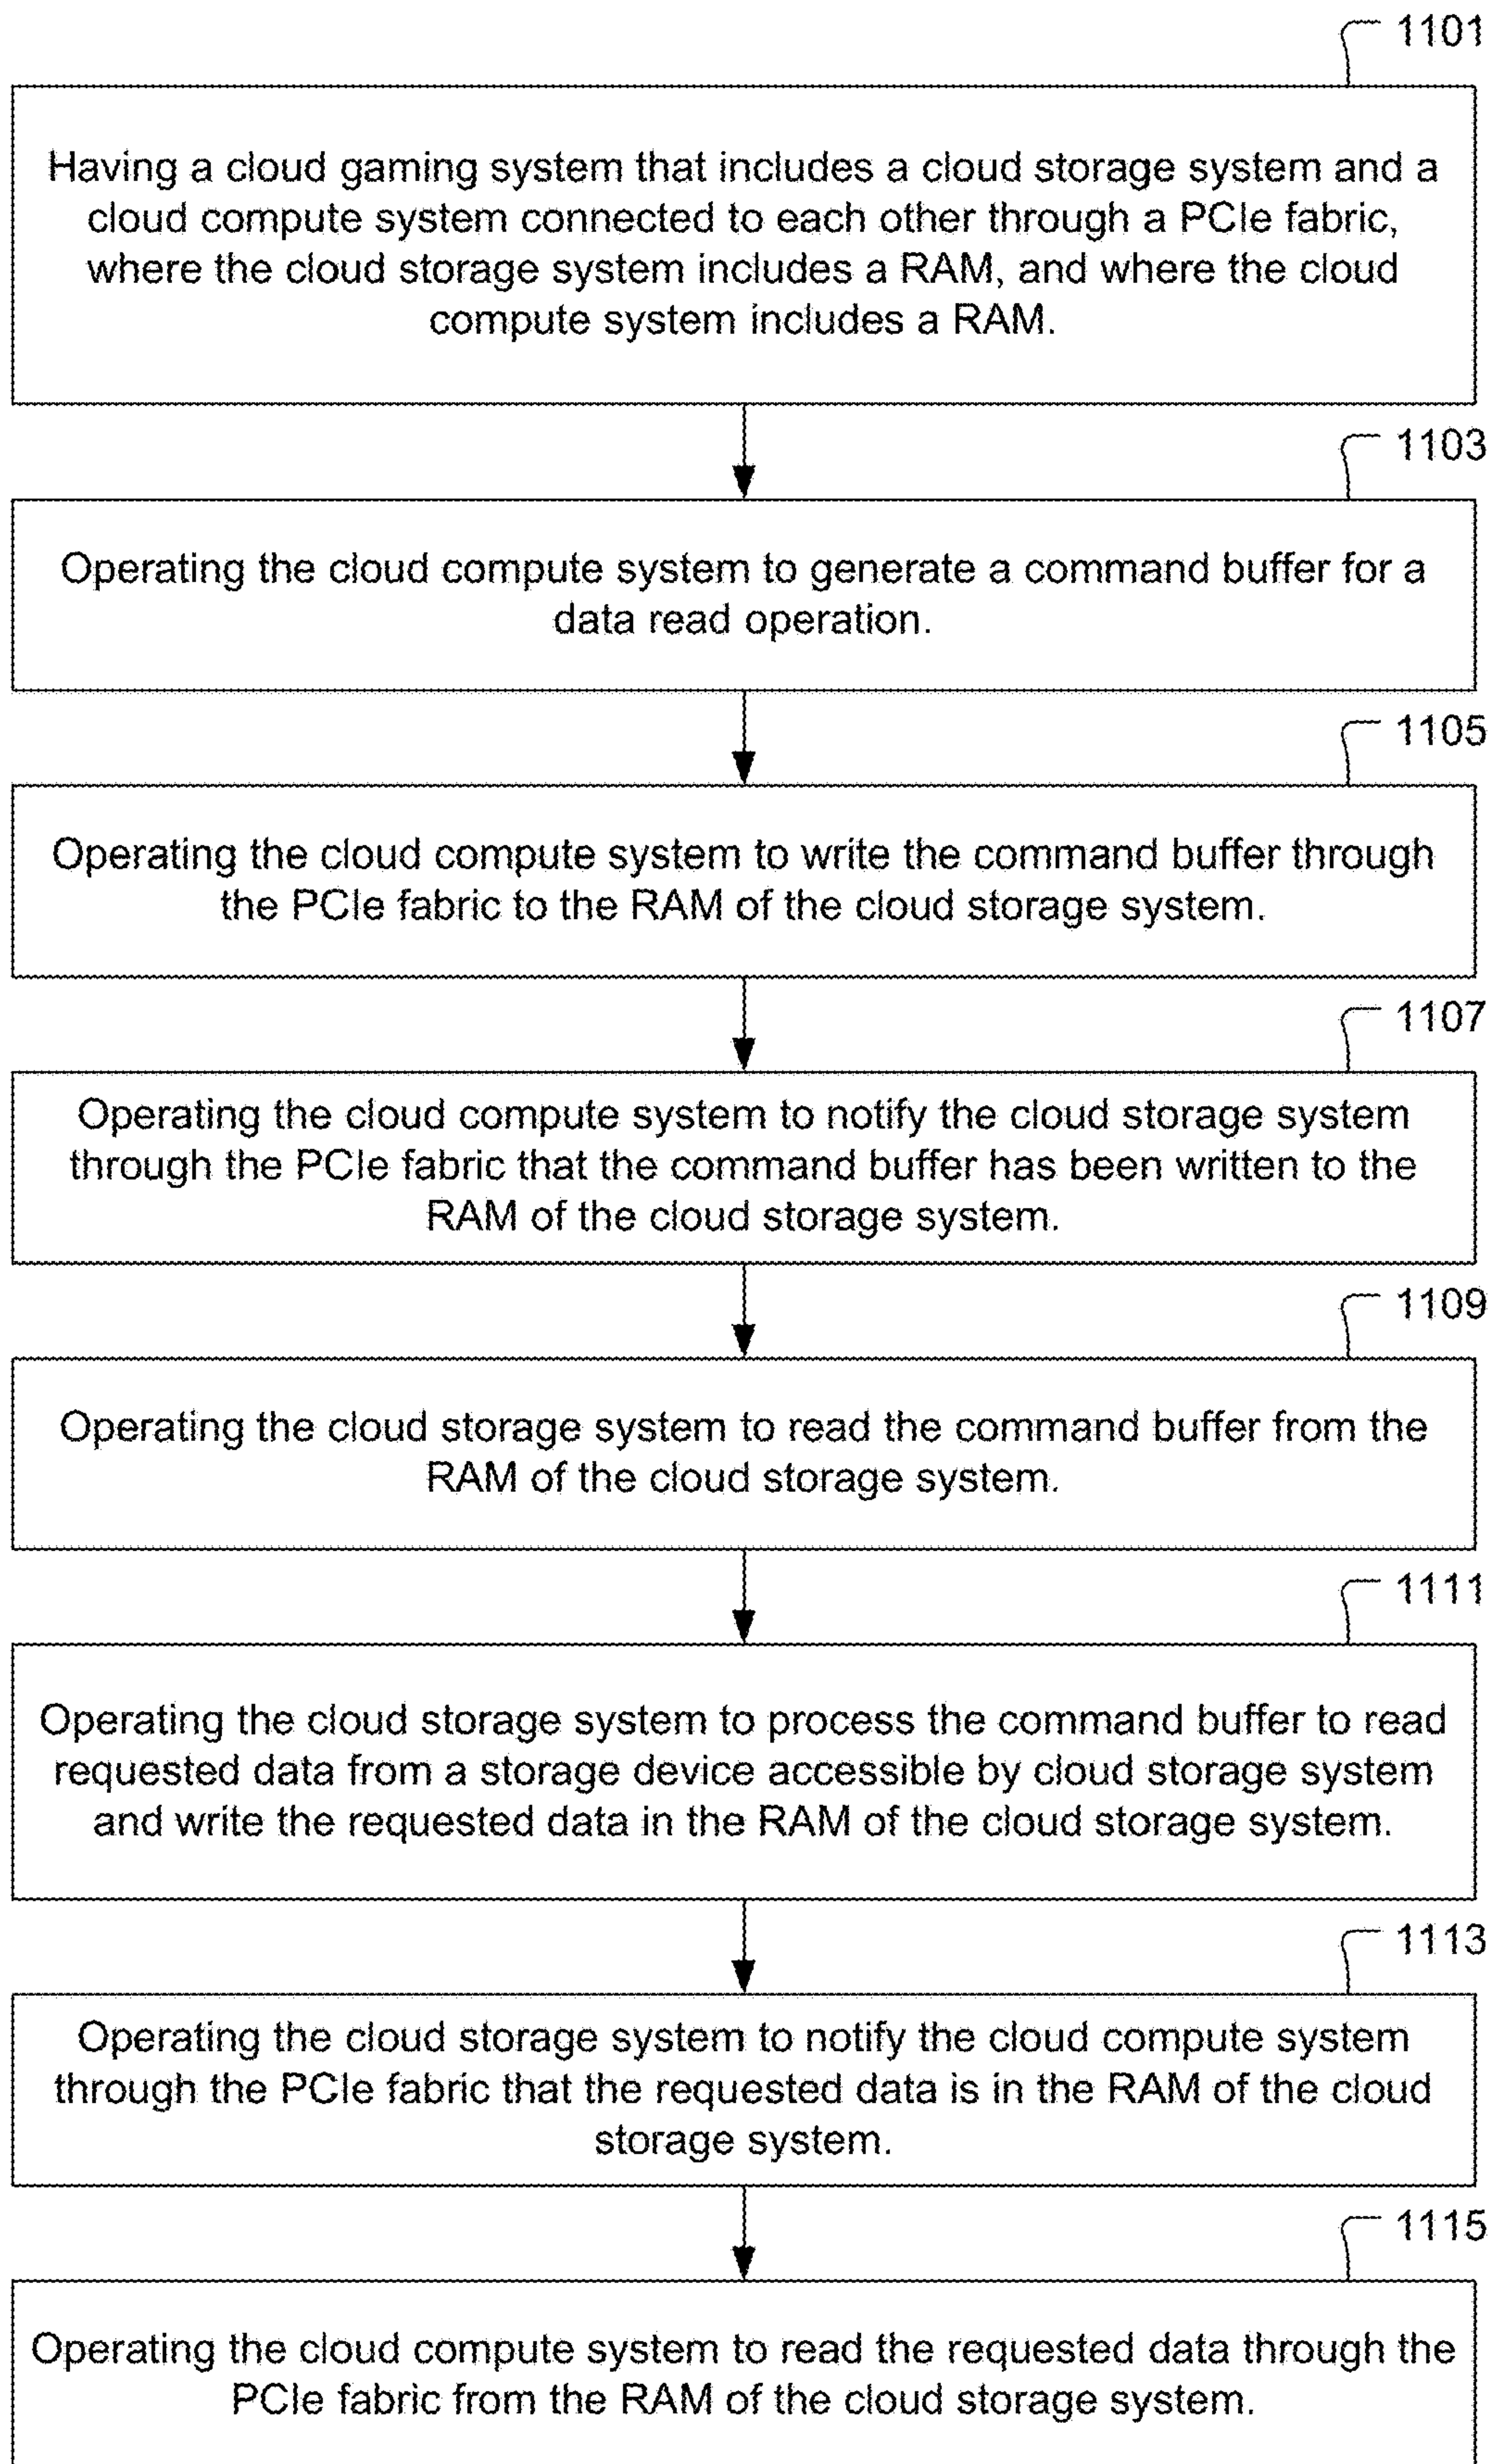 1101
Having a cloud gaming system that includes a cloud storage system and a
cloud compute system connected to each other through a PCIe fabric,
where the cloud storage system includes a RAM, and where the cloud
compute system includes a RAM.
1103
Operating the cloud compute system to generate a command buffer for a
data read operation.
1105
Operating the cloud compute system to write the command buffer through
the PCIe fabric to the RAM of the cloud storage system.
1107
Operating the cloud compute system to notify the cloud storage system
through the PCIe fabric that the command buffer has been written to the
RAM of the cloud storage system.
1109
Operating the cloud storage system to read the command buffer from the
RAM of the cloud storage system.
1111
Operating the cloud storage system to process the command buffer to read
requested data from a storage device accessible by cloud storage system
and write the requested data in the RAM of the cloud storage system.
1113
Operating the cloud storage system to notify the cloud compute system
through the PCIe fabric that the requested data is in the RAM of the cloud
storage system.
1115
Operating the cloud compute system to read the requested data through the
PCIe fabric from the RAM of the cloud storage system.